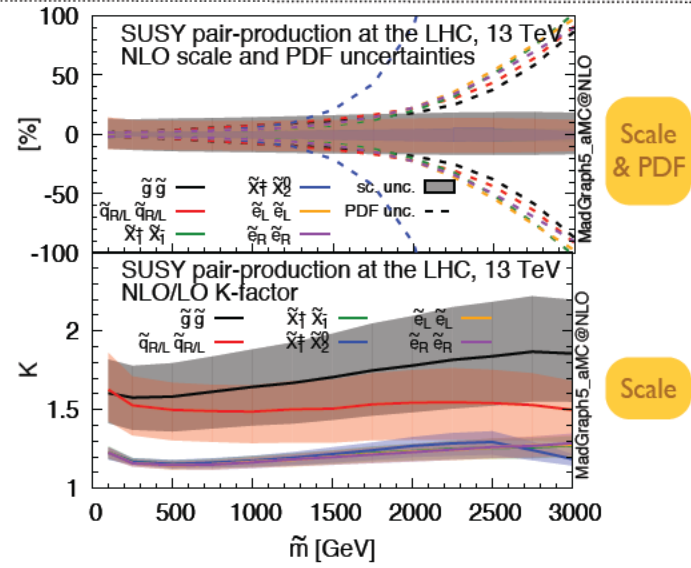 100
50
0
-50
-100
[%]
SUSY pair-production at the LHC, 13 TeV
NLO scale and PDF uncertainties
g̃ g̃
q̃R/L q̃R/L
χ̃⁺₁ χ̃⁻₁
χ̃⁺₁ χ̃⁰₂
ẽL ẽL
ẽR ẽR
sc. unc.
PDF unc.
MadGraph5_aMC@NLO
Scale
& PDF
2
1.5
1
K
SUSY pair-production at the LHC, 13 TeV
NLO/LO K-factor
g̃ g̃
q̃R/L q̃R/L
χ̃⁺₁ χ̃⁻₁
χ̃⁺₁ χ̃⁰₂
ẽL ẽL
ẽR ẽR
MadGraph5_aMC@NLO
Scale
0 500 1000 1500 2000 2500 3000
m̃ [GeV]